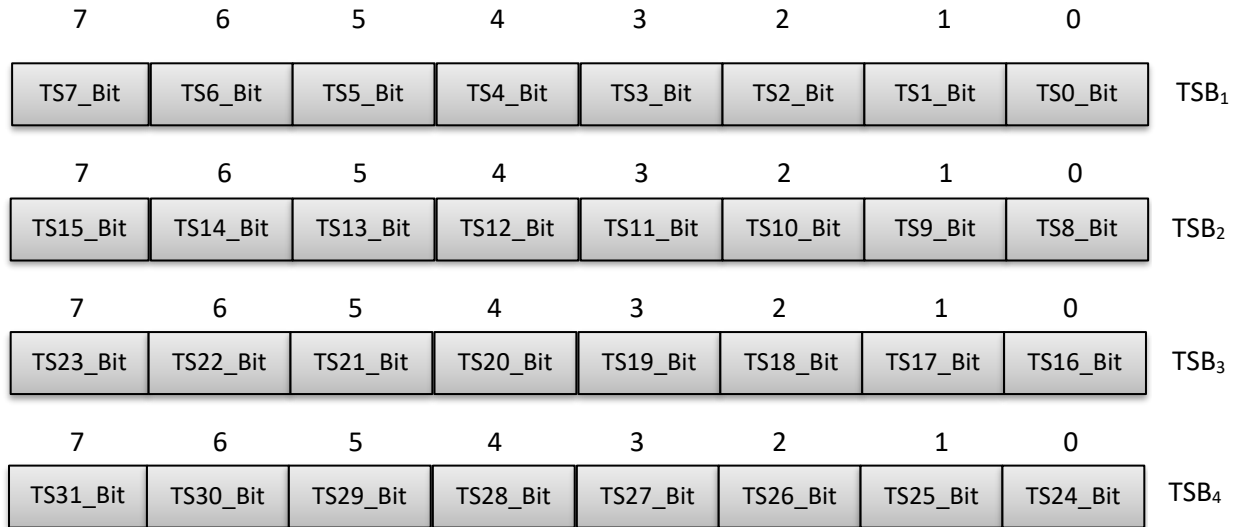 7 6 5 4 3 2 1 0
TS7_Bit TS6_Bit TS5_Bit TS4_Bit TS3_Bit TS2_Bit TS1_Bit TS0_Bit TSB₁
7 6 5 4 3 2 1 0
TS15_Bit TS14_Bit TS13_Bit TS12_Bit TS11_Bit TS10_Bit TS9_Bit TS8_Bit TSB₂
7 6 5 4 3 2 1 0
TS23_Bit TS22_Bit TS21_Bit TS20_Bit TS19_Bit TS18_Bit TS17_Bit TS16_Bit TSB₃
7 6 5 4 3 2 1 0
TS31_Bit TS30_Bit TS29_Bit TS28_Bit TS27_Bit TS26_Bit TS25_Bit TS24_Bit TSB₄